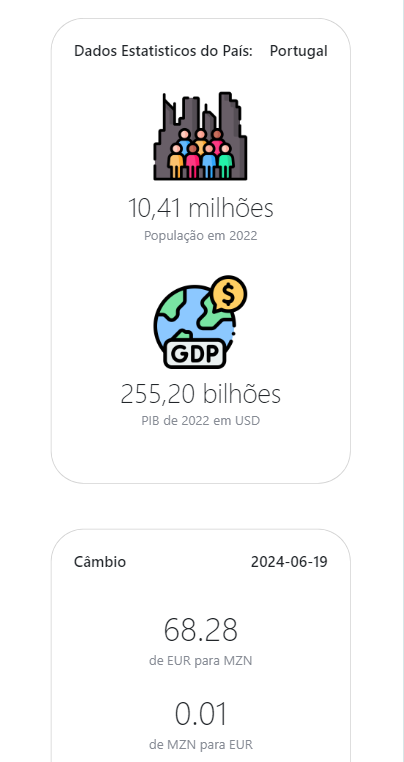 Dados Estatisticos do País: Portugal
10,41 milhões
População em 2022
$
GDP
255,20 bilhões
PIB de 2022 em USD
Câmbio 2024-06-19
68.28
de EUR para MZN
0.01
de MZN para EUR